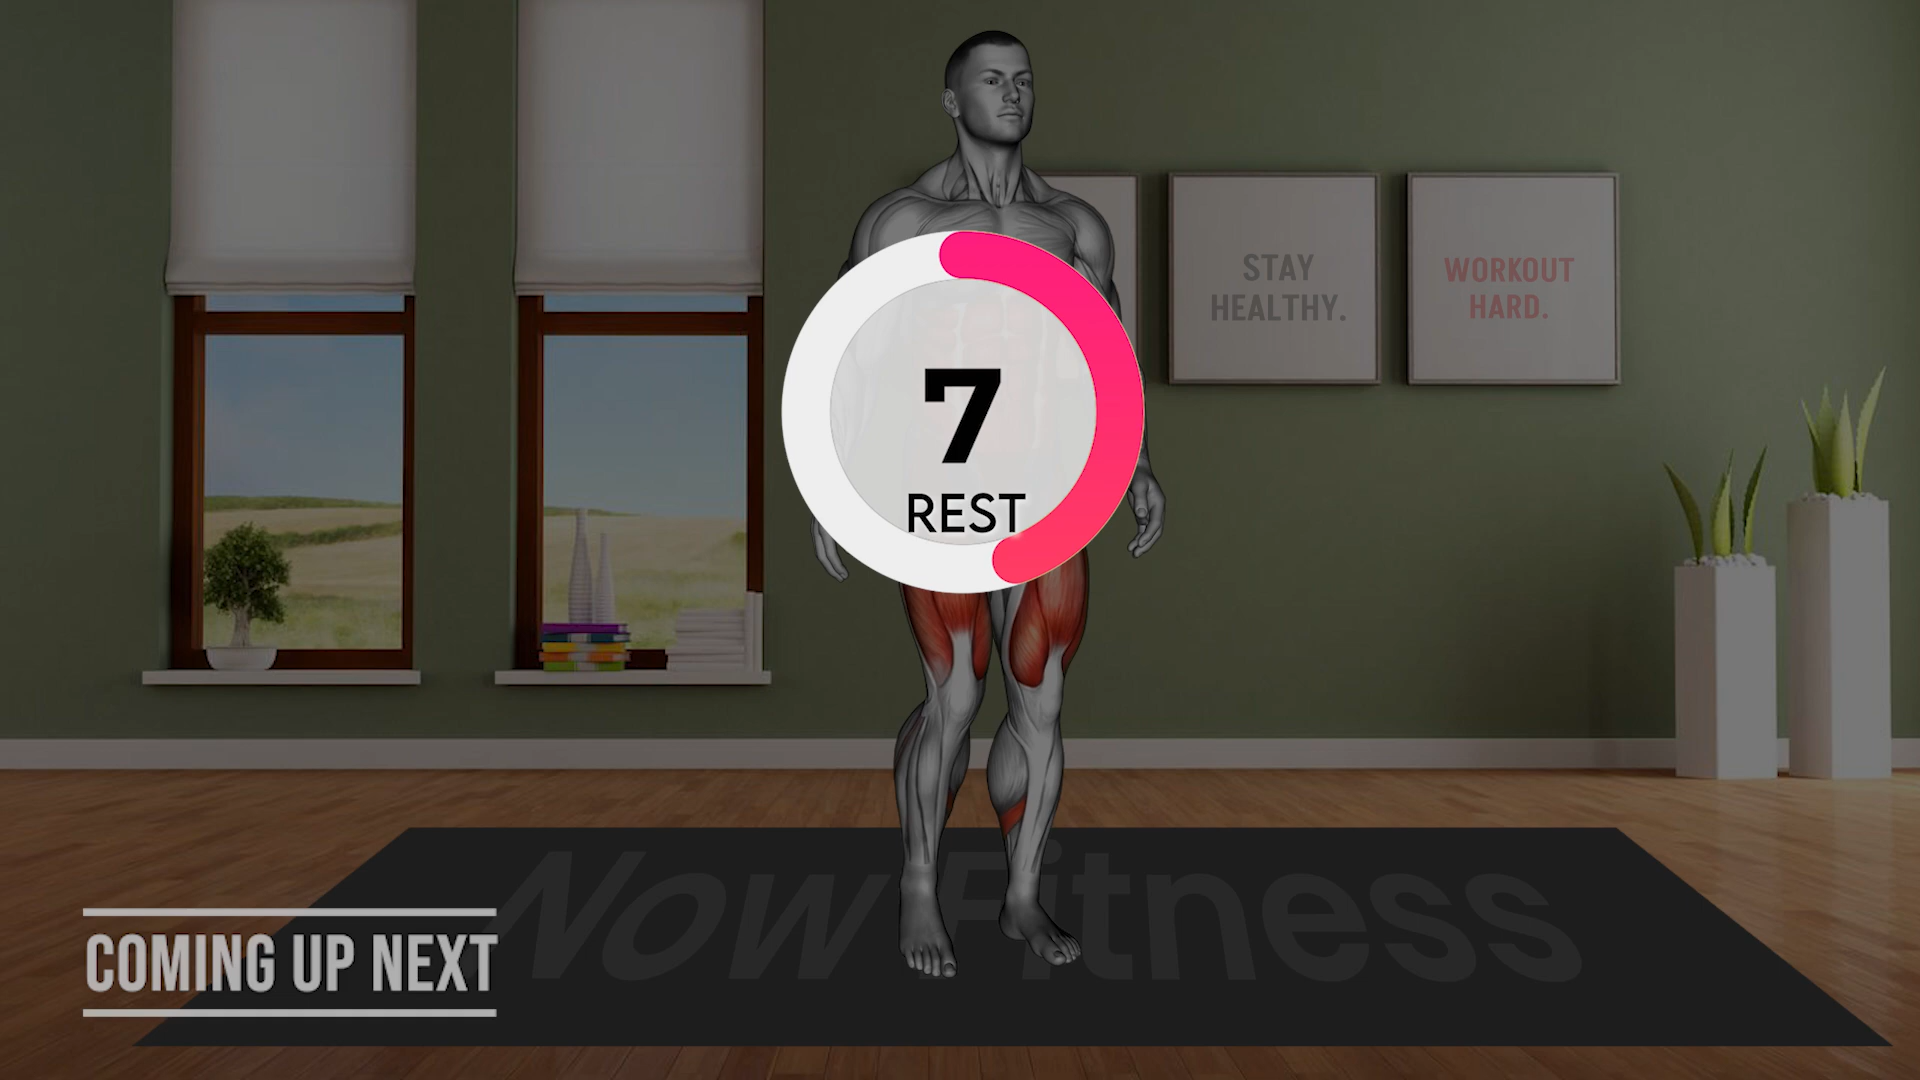 STAY
HEALTHY.
WORKOUT
HARD.
7
REST
Now Fitness
COMING UP NEXT